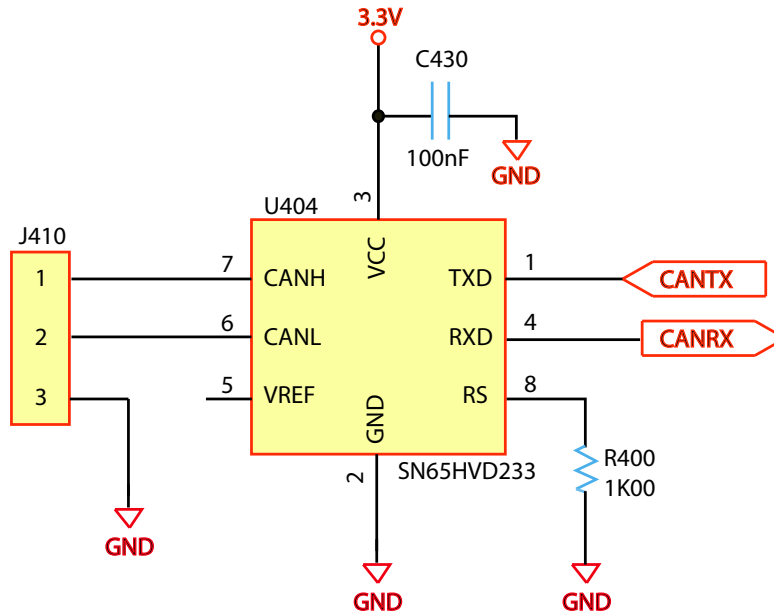 3.3V
C430
100nF
GND
3
U404
J410
VCC
1
7
CANH
TXD
1
CANTX
2
6
CANL
RXD
4
CANRX
3
5
VREF
RS
8
GND
2
SN65HVD233
R400
1K00
GND
GND
GND